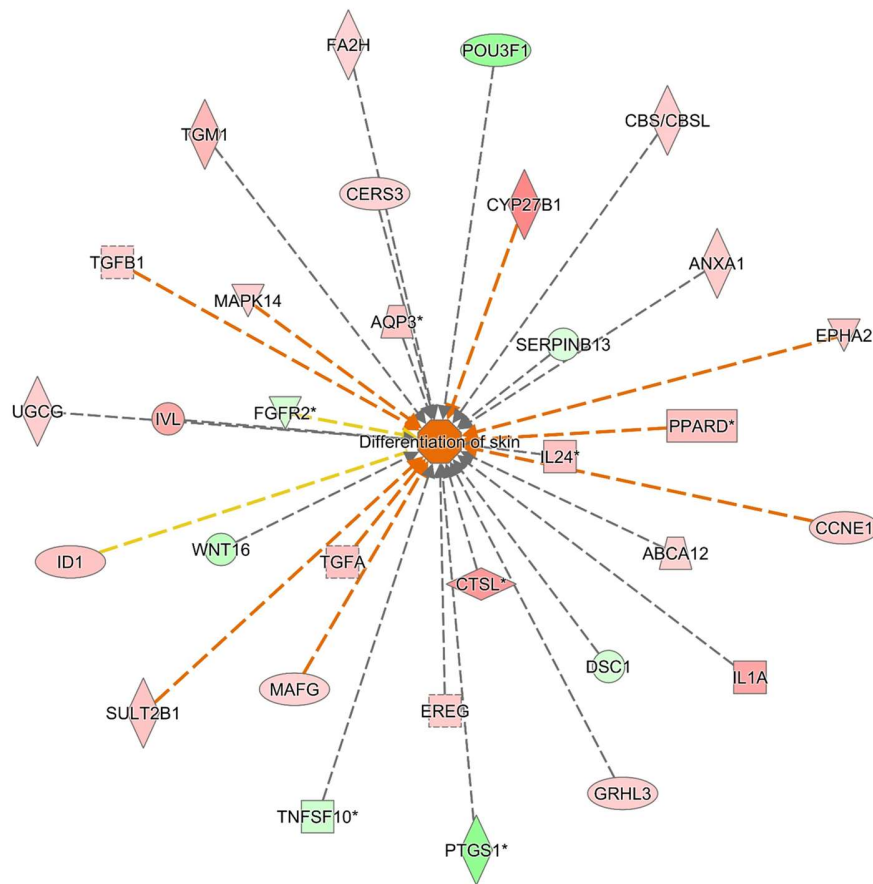 FA2H
POU3F1
TGM1
CBS/CBSL
CERS3
CYP27B1
TGFB1
ANXA1
MAPK14
AQP3*
SERPINB13
EPHA2
UGCG
IVL
FGFR2*
PPARD*
Differentiation of skin
IL24*
CCNE1
ID1
WNT16
TGFA
ABCA12
CTSL*
DSC1
IL1A
MAFG
SULT2B1
EREG
GRHL3
TNFSF10*
PTGS1*